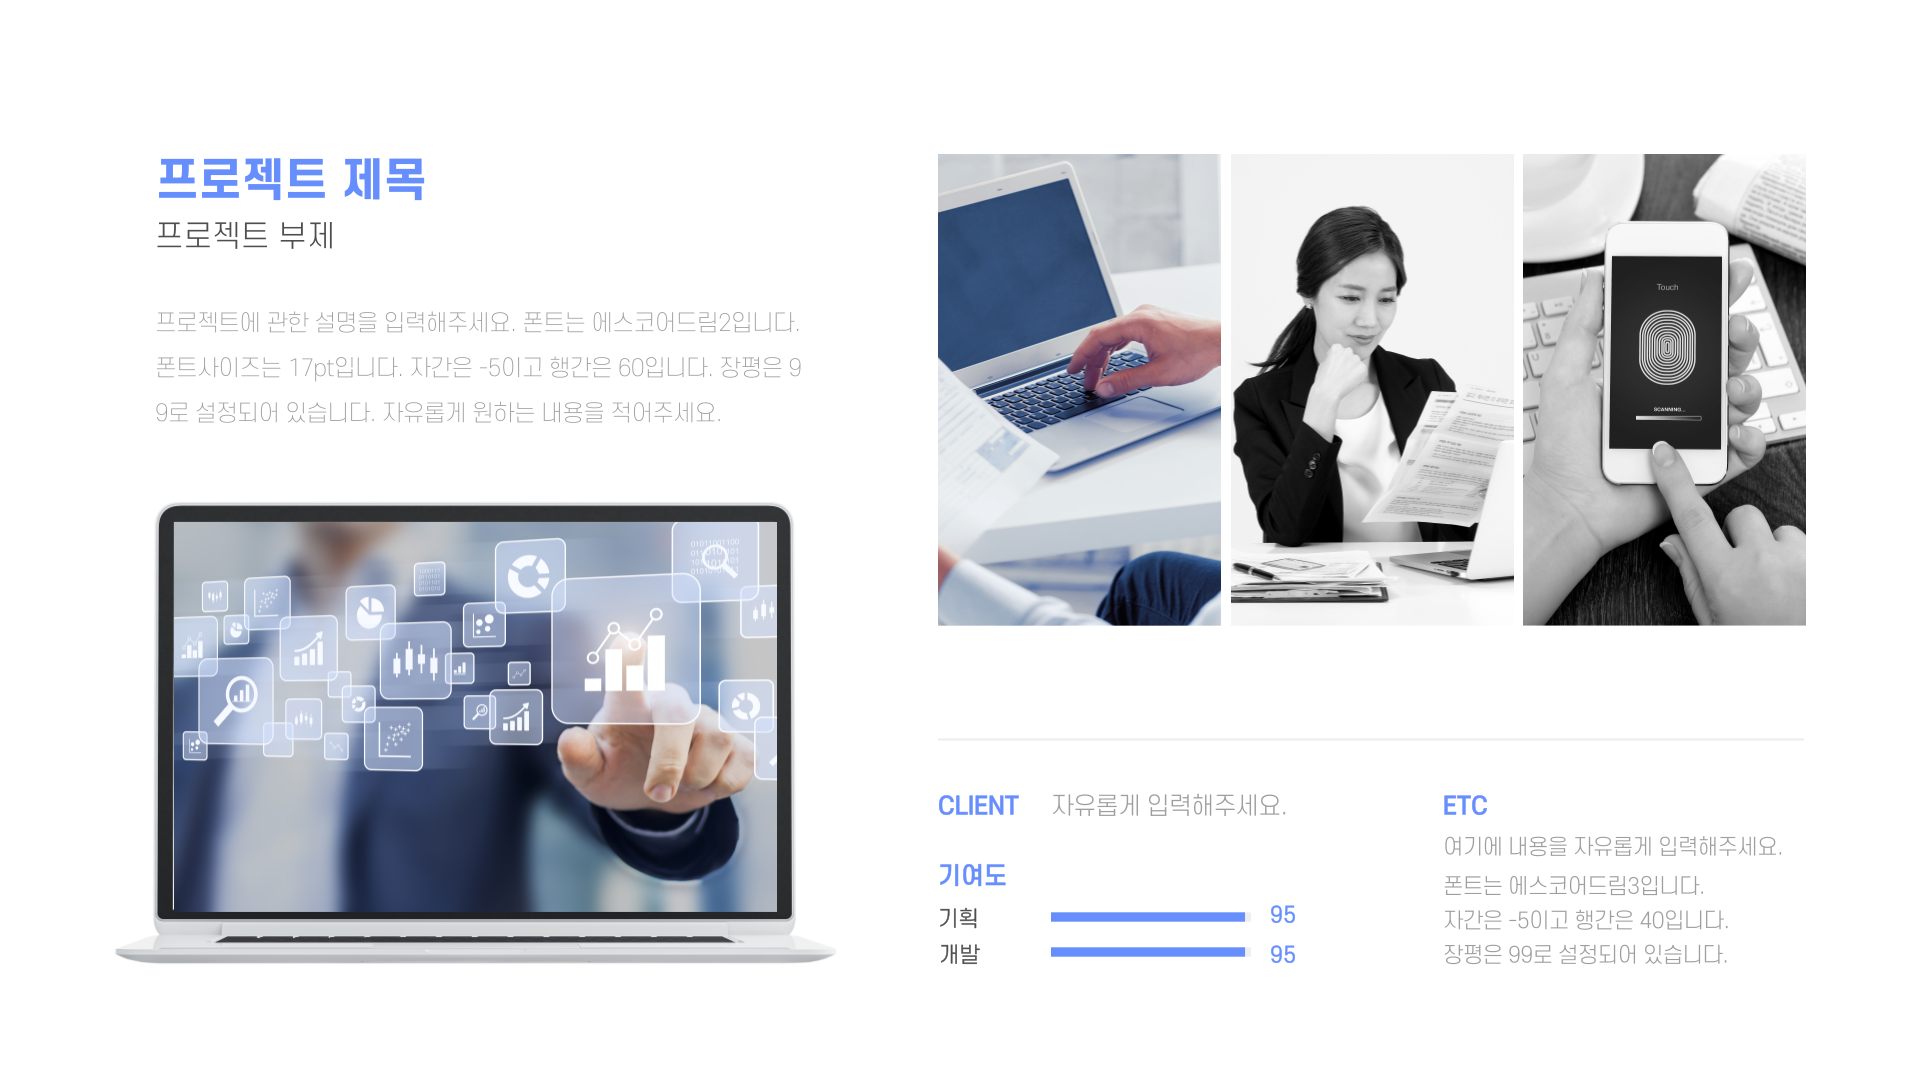 프로젝트 제목
프로젝트 부제
프로젝트에 관한 설명을 입력해주세요. 폰트는 에스코어드림2입니다.
폰트사이즈는 17pt입니다. 자간은 -50이고 행간은 60입니다. 장평은 9
9로 설정되어 있습니다. 자유롭게 원하는 내용을 적어주세요.
Touch
SCANNING...
CLIENT 자유롭게 입력해주세요.
기여도
기획 95
개발 95
ETC
여기에 내용을 자유롭게 입력해주세요.
폰트는 에스코어드림3입니다.
자간은 -50이고 행간은 40입니다.
장평은 99로 설정되어 있습니다.